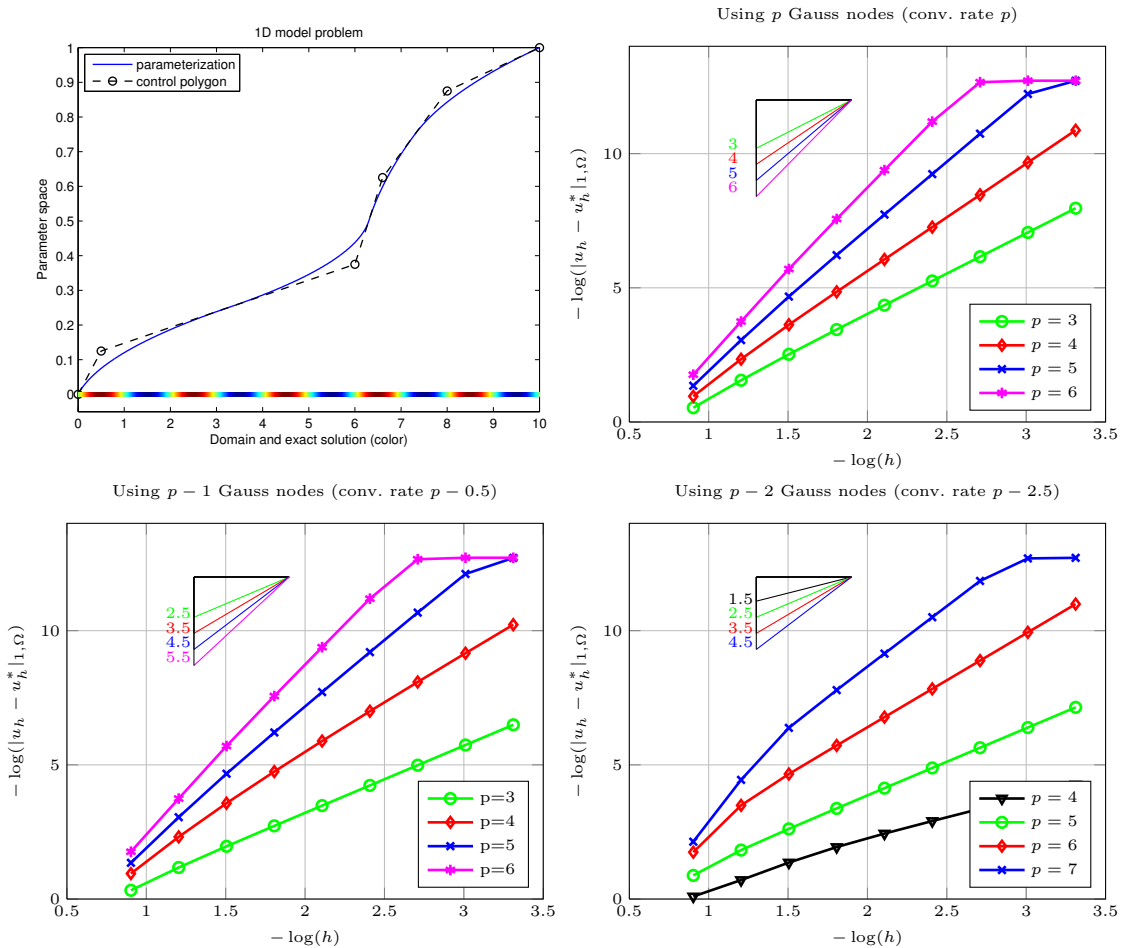 1D model problem
parameterization
control polygon
Parameter space
1
0.9
0.8
0.7
0.6
0.5
0.4
0.3
0.2
0.1
0
0 1 2 3 4 5 6 7 8 9 10
Domain and exact solution (color)
Using p Gauss nodes (conv. rate p)
− log(|u_h − u_h^*|_{1,Ω})
10
5
0
3
4
5
6
p = 3
p = 4
p = 5
p = 6
0.5 1 1.5 2 2.5 3 3.5
− log(h)
Using p − 1 Gauss nodes (conv. rate p − 0.5)
− log(|u_h − u_h^*|_{1,Ω})
10
5
0
2.5
3.5
4.5
5.5
p=3
p=4
p=5
p=6
0.5 1 1.5 2 2.5 3 3.5
− log(h)
Using p − 2 Gauss nodes (conv. rate p − 2.5)
− log(|u_h − u_h^*|_{1,Ω})
10
5
0
1.5
2.5
3.5
4.5
p = 4
p = 5
p = 6
p = 7
0.5 1 1.5 2 2.5 3 3.5
− log(h)